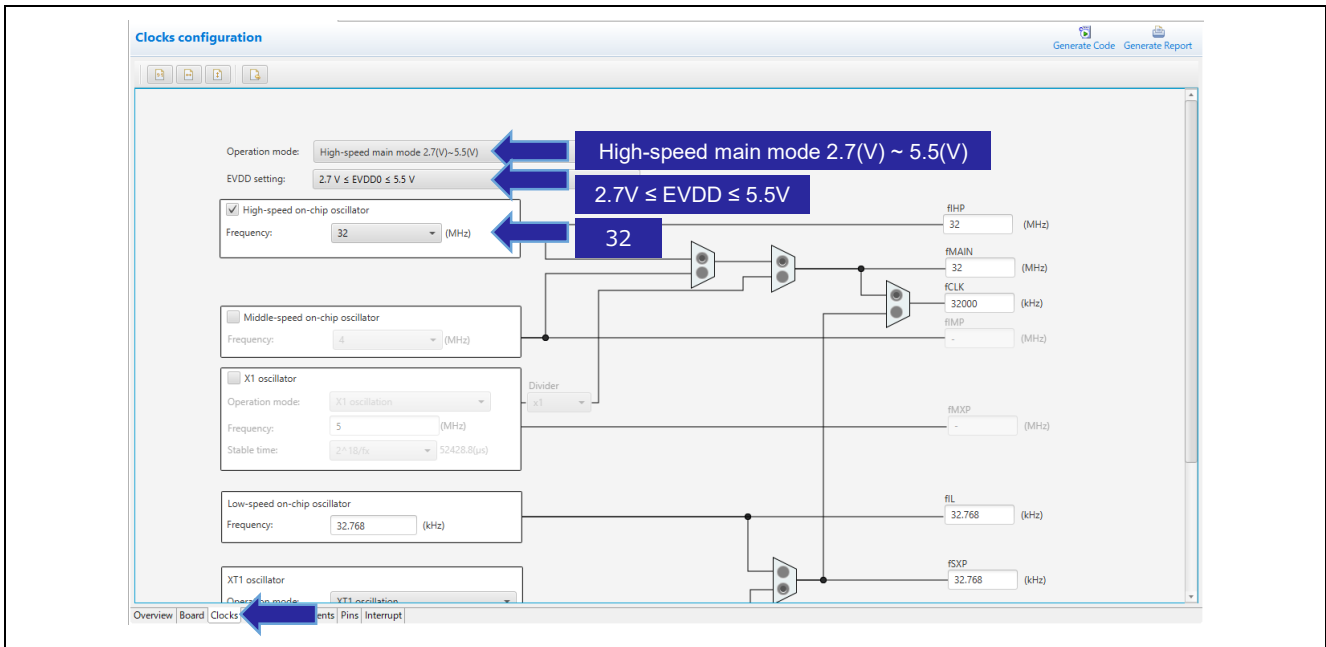 Clocks configuration
Generate Code Generate Report
Operation mode: High-speed main mode 2.7(V)~5.5(V)
High-speed main mode 2.7(V) ~ 5.5(V)
EVDD setting: 2.7 V ≤ EVDD0 ≤ 5.5 V
2.7V ≤ EVDD ≤ 5.5V
High-speed on-chip oscillator
Frequency: 32 (MHz)
32
fIHP
32 (MHz)
fMAIN
32 (MHz)
fCLK
32000 (kHz)
Middle-speed on-chip oscillator
Frequency: 4 (MHz)
fIMP
- (MHz)
X1 oscillator
Operation mode: X1 oscillation
Frequency: 5 (MHz)
Stable time: 2^18/fx 52428.8(μs)
Divider
x1
fMXP
- (MHz)
Low-speed on-chip oscillator
Frequency: 32.768 (kHz)
fIL
32.768 (kHz)
XT1 oscillator
Operation mode: XT1 oscillation
fSXP
32.768 (kHz)
Overview Board Clocks ents Pins Interrupt